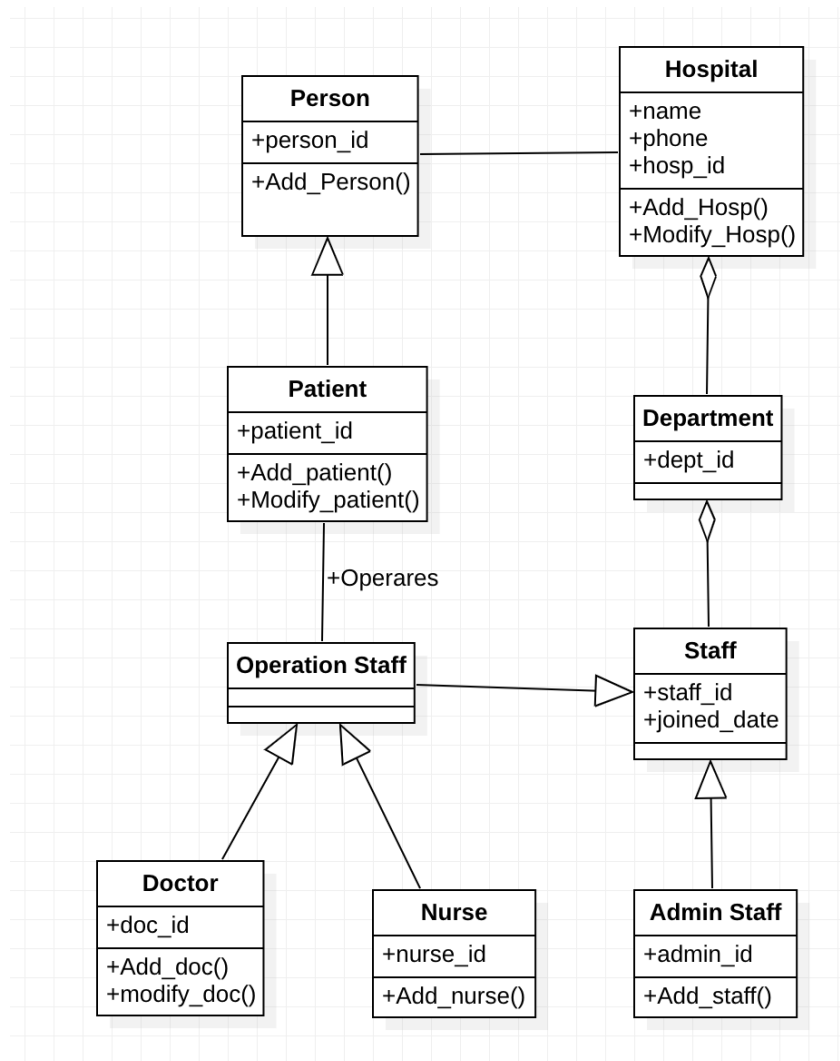 Person
+person_id
+Add_Person()
Hospital
+name
+phone
+hosp_id
+Add_Hosp()
+Modify_Hosp()
Patient
+patient_id
+Add_patient()
+Modify_patient()
Department
+dept_id
+Operares
Operation Staff
Staff
+staff_id
+joined_date
Doctor
+doc_id
+Add_doc()
+modify_doc()
Nurse
+nurse_id
+Add_nurse()
Admin Staff
+admin_id
+Add_staff()